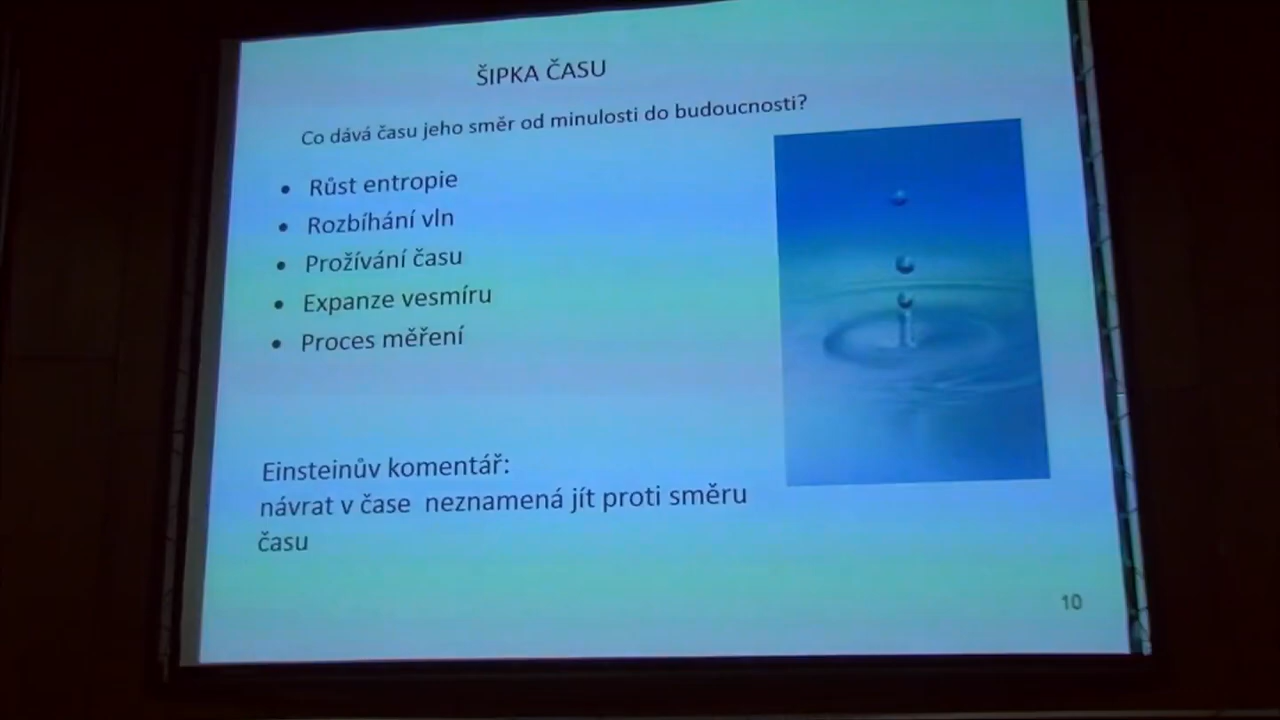 ŠIPKA ČASU
Co dává času jeho směr od minulosti do budoucnosti?
• Růst entropie
• Rozbíhání vln
• Prožívání času
• Expanze vesmíru
• Proces měření
Einsteinův komentář:
návrat v čase neznamená jít proti směru
času
10